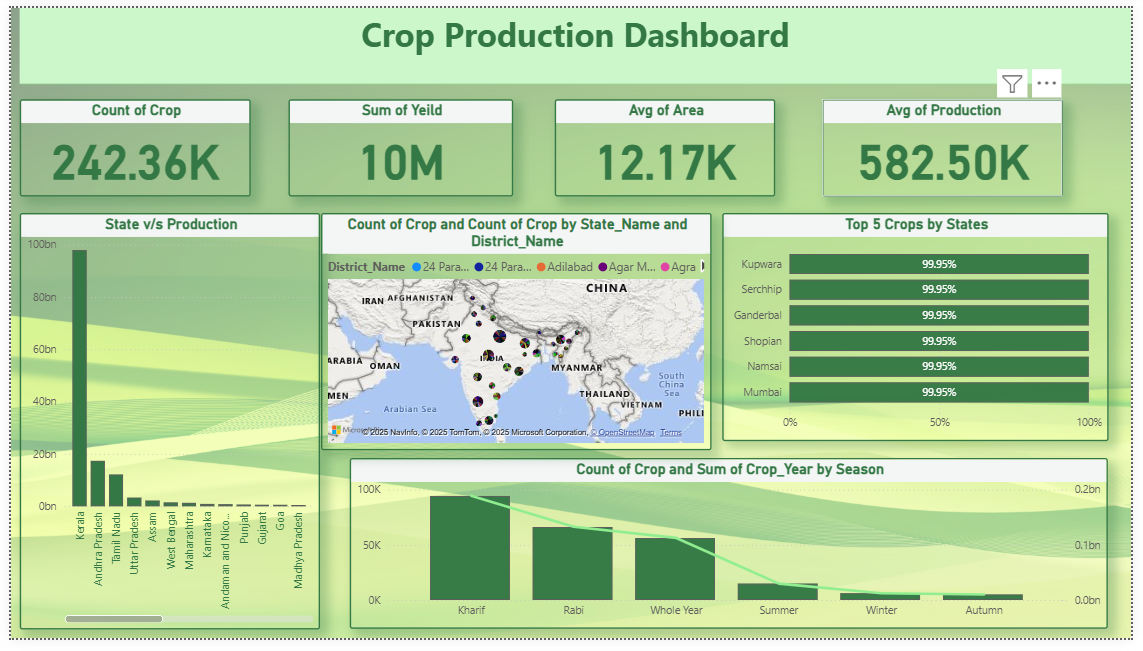 Crop Production Dashboard
Count of Crop
242.36K
Sum of Yeild
10M
Avg of Area
12.17K
Avg of Production
582.50K
State v/s Production
100bn
80bn
60bn
40bn
20bn
0bn
Kerala
Andhra Pradesh
Tamil Nadu
Uttar Pradesh
Assam
West Bengal
Maharashtra
Karnataka
Andaman and Nico...
Punjab
Gujarat
Goa
Madhya Pradesh
Count of Crop and Count of Crop by State_Name and
District_Name
District_Name 24 Para... 24 Para... Adilabad Agar M... Agra
CHINA
IRAN AFGHANISTAN
PAKISTAN
ARABIA
OMAN
INDIA
MYANMAR
MEN
THAILAND
VIETNAM
PHILI
Arabian Sea
South
China
Sea
© 2025 NavInfo, © 2025 TomTom, © 2025 Microsoft Corporation, © OpenStreetMap Terms
Top 5 Crops by States
Kupwara 99.95%
Serchhip 99.95%
Ganderbal 99.95%
Shopian 99.95%
Namsai 99.95%
Mumbai 99.95%
0% 50% 100%
Count of Crop and Sum of Crop_Year by Season
100K
50K
0K
0.2bn
0.1bn
0.0bn
Kharif Rabi Whole Year Summer Winter Autumn